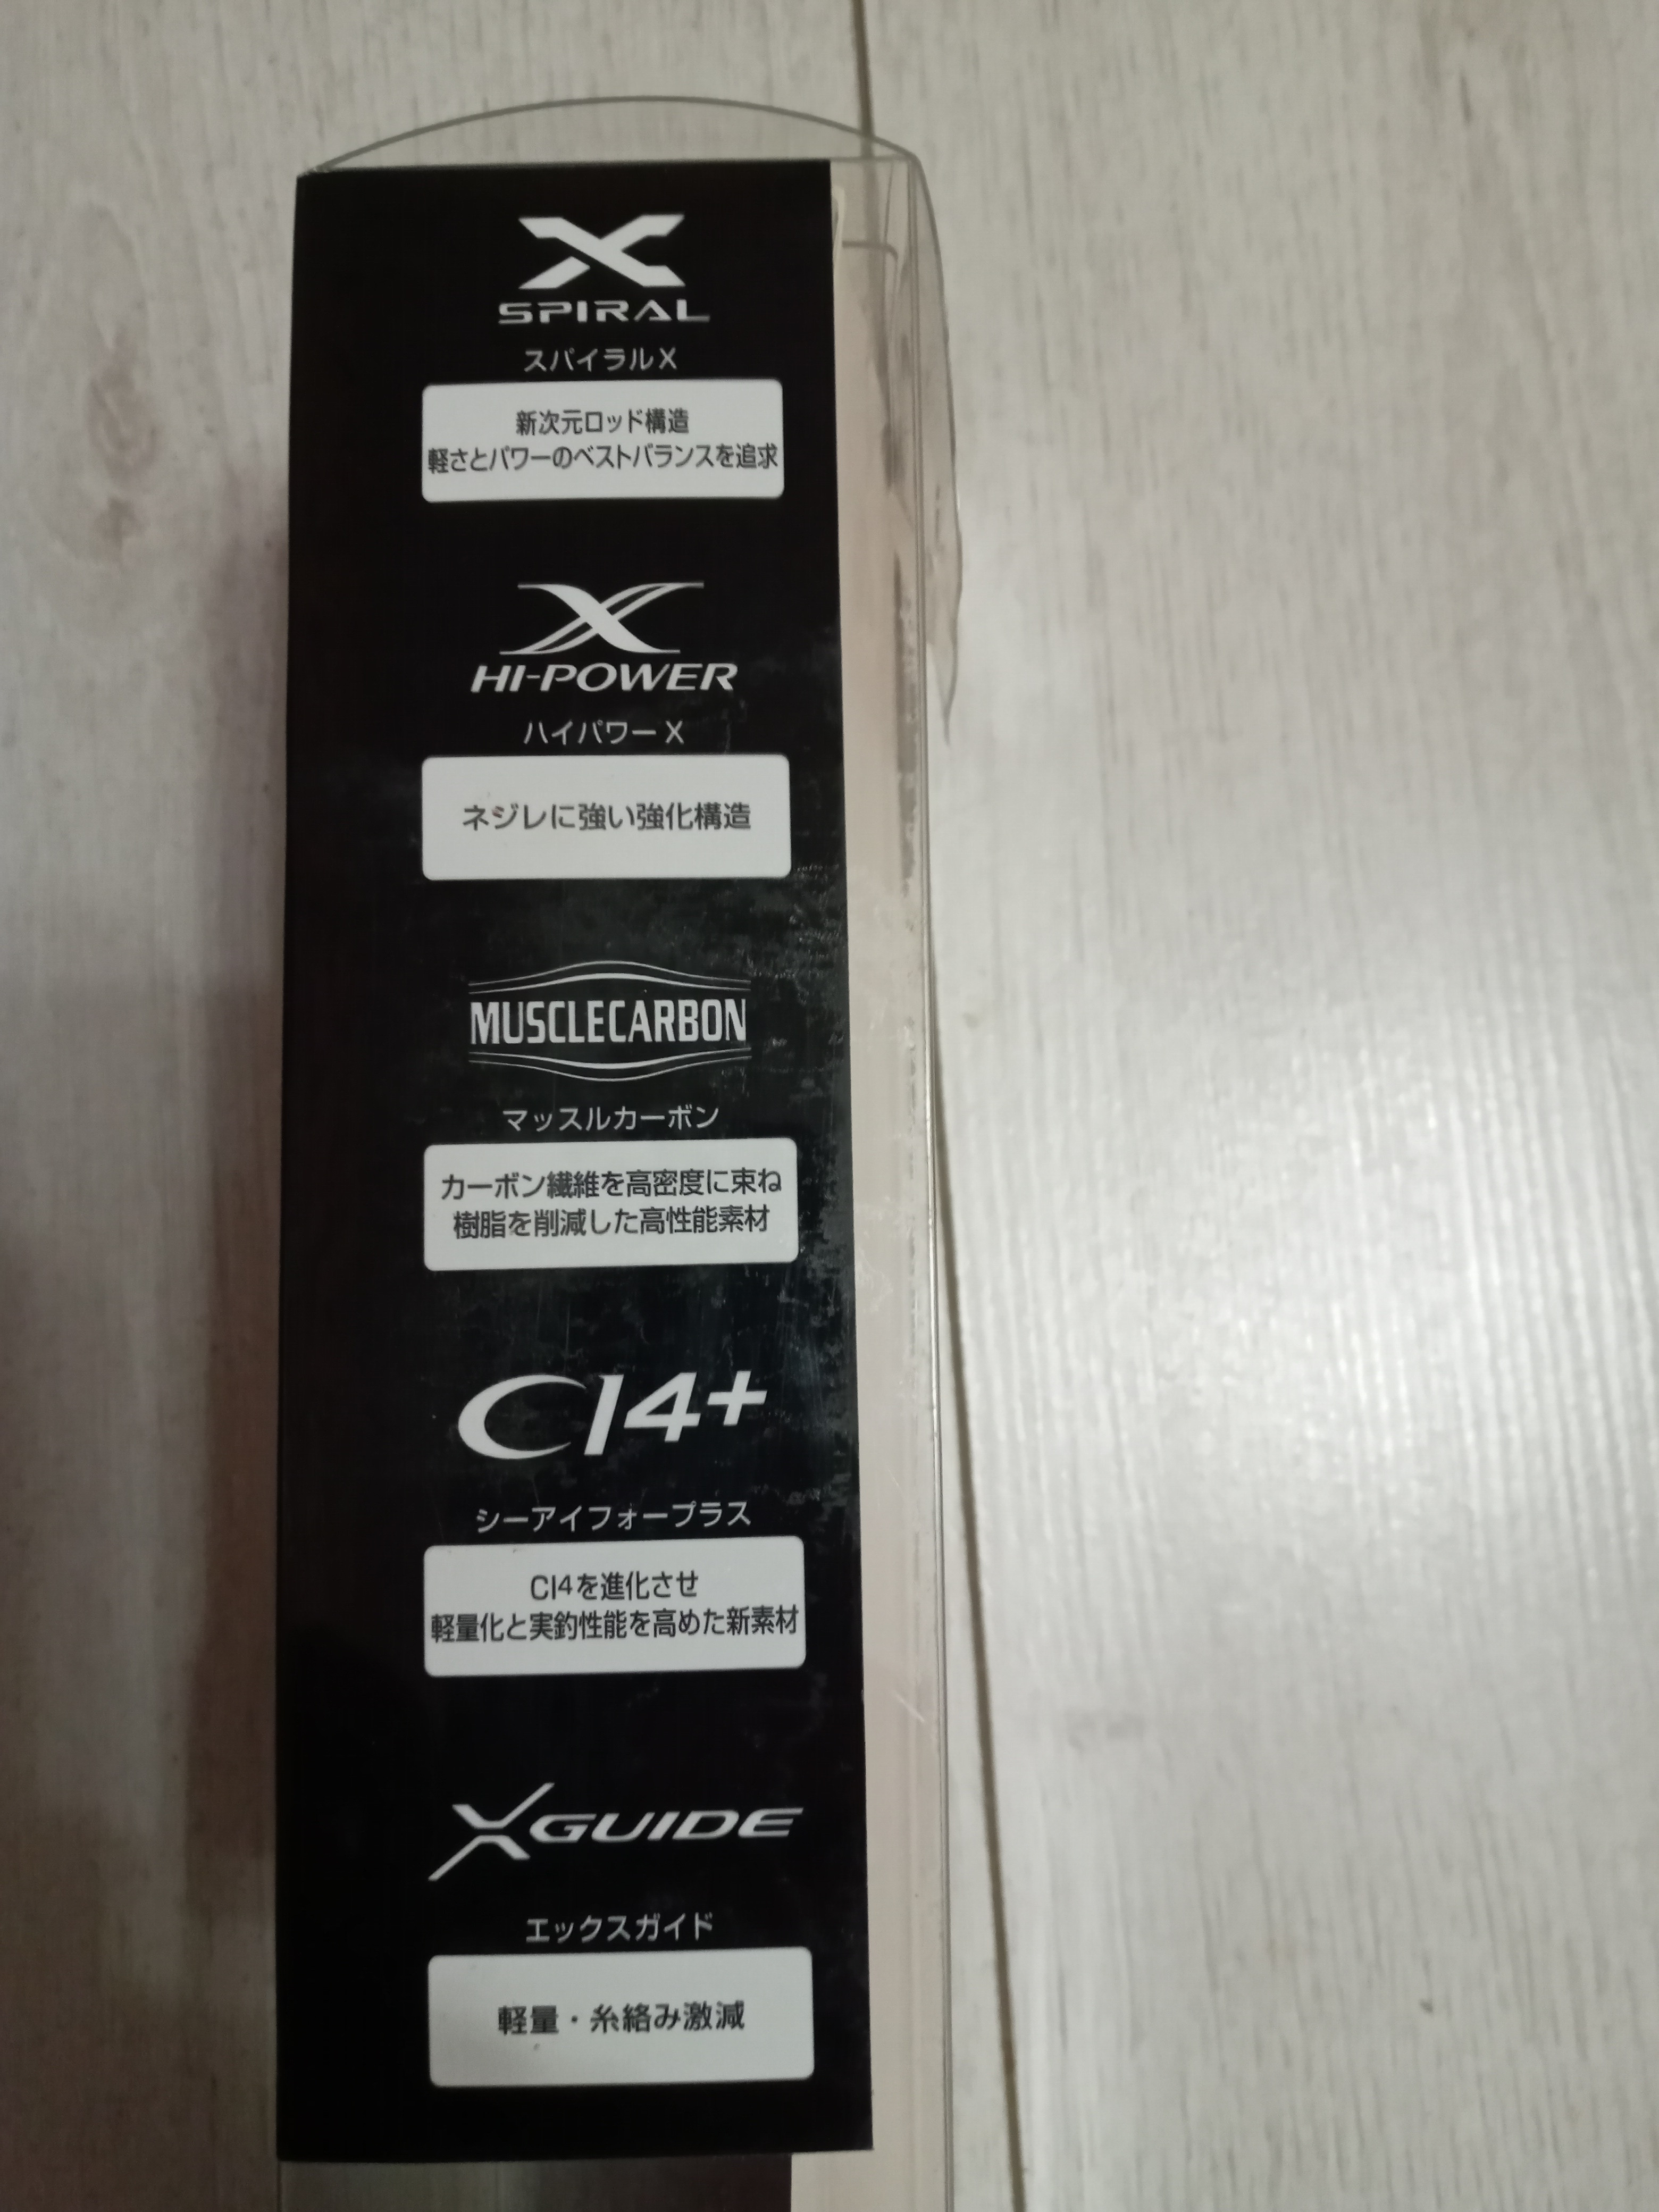 X
SPIRAL
スパイラルX
新次元ロッド構造
軽さとパワーのベストバランスを追求
X
HI-POWER
ハイパワーX
ネジレに強い強化構造
MUSCLECARBON
マッスルカーボン
カーボン繊維を高密度に束ね
樹脂を削減した高性能素材
CI4+
シーアイフォープラス
CI4を進化させ
軽量化と実釣性能を高めた新素材
XGUIDE
エックスガイド
軽量・糸絡み激減